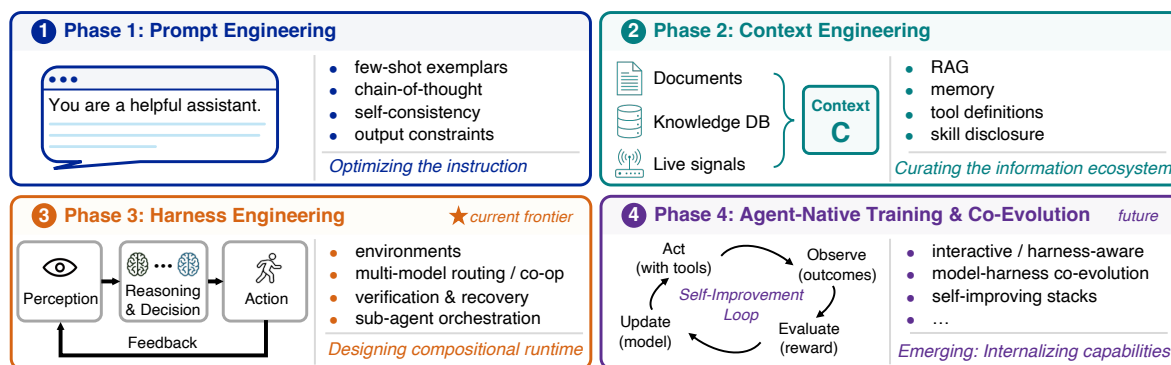 1 Phase 1: Prompt Engineering
You are a helpful assistant.
• few-shot exemplars
• chain-of-thought
• self-consistency
• output constraints
Optimizing the instruction
2 Phase 2: Context Engineering
Documents
Knowledge DB
Live signals
Context
C
• RAG
• memory
• tool definitions
• skill disclosure
Curating the information ecosystem
3 Phase 3: Harness Engineering
★ current frontier
Perception
...
Reasoning
& Decision
Action
Feedback
• environments
• multi-model routing / co-op
• verification & recovery
• sub-agent orchestration
Designing compositional runtime
4 Phase 4: Agent-Native Training & Co-Evolution
future
Act
(with tools)
Observe
(outcomes)
Self-Improvement
Loop
Update
(model)
Evaluate
(reward)
• interactive / harness-aware
• model-harness co-evolution
• self-improving stacks
• ...
Emerging: Internalizing capabilities